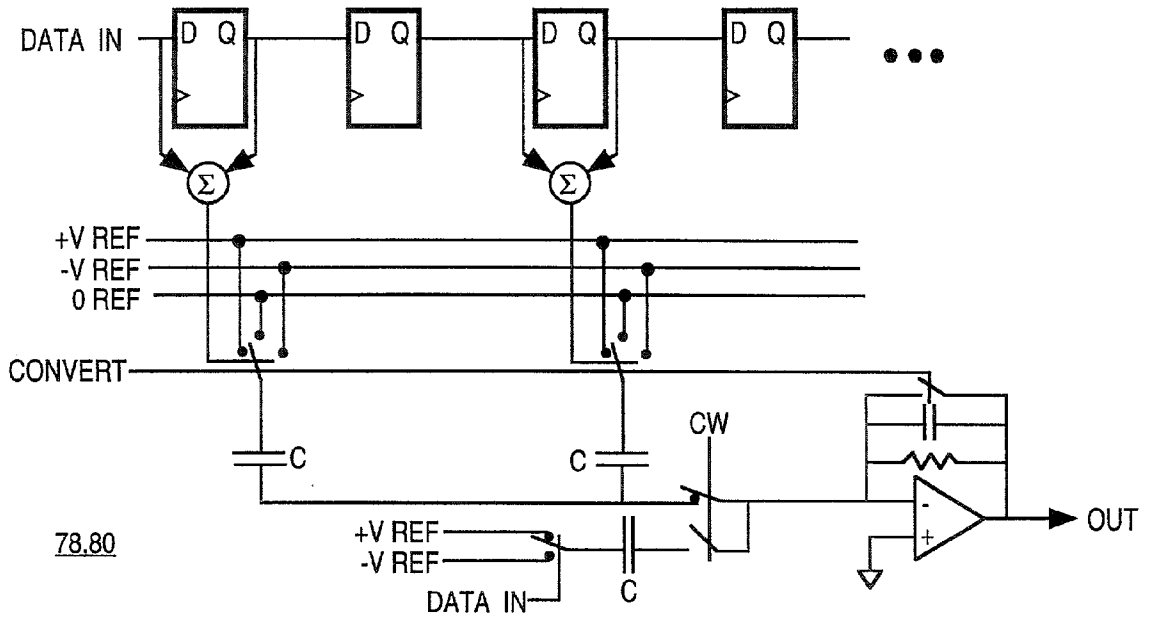 DATA IN
D Q
D Q
D Q
D Q
Σ
Σ
+V REF
-V REF
0 REF
CONVERT
C
C
CW
+V REF
-V REF
C
DATA IN
-
+
OUT
78,80